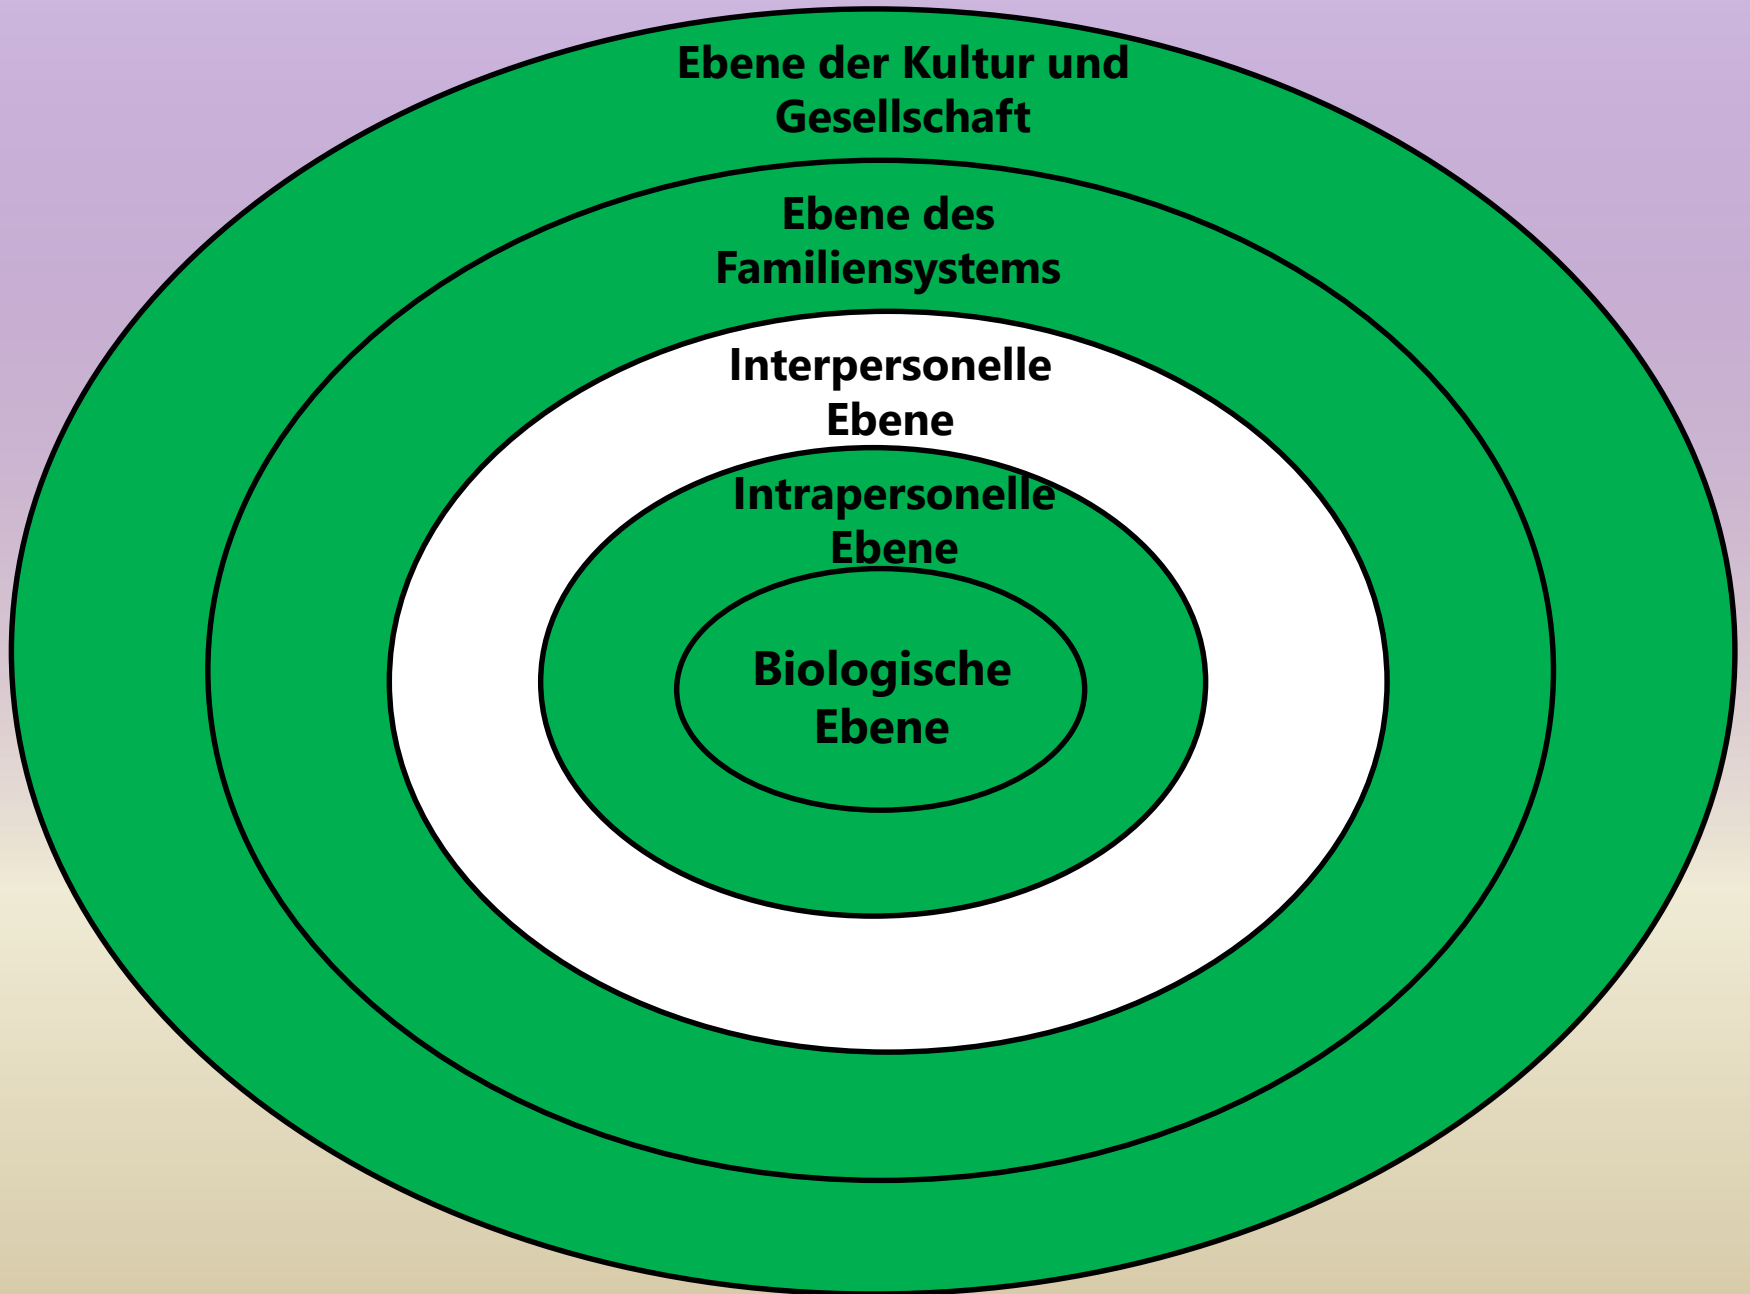 Ebene der Kultur und
Gesellschaft
Ebene des
Familiensystems
Interpersonelle
Ebene
Intrapersonelle
Ebene
Biologische
Ebene